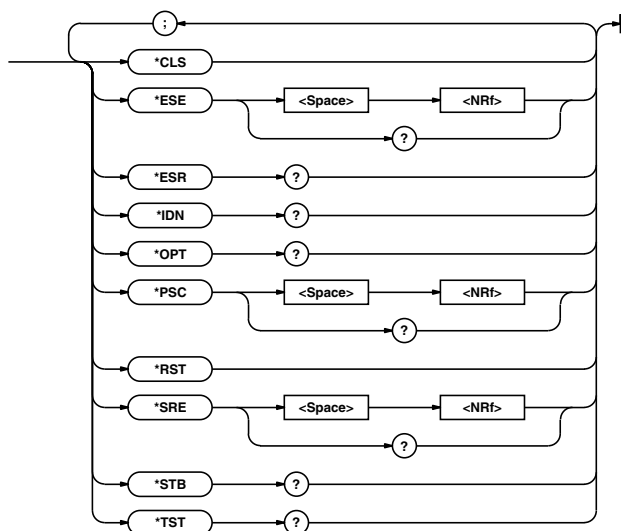 ;
*CLS
*ESE <Space> <NRf>
?
*ESR ?
*IDN ?
*OPT ?
*PSC <Space> <NRf>
?
*RST
*SRE <Space> <NRf>
?
*STB ?
*TST ?